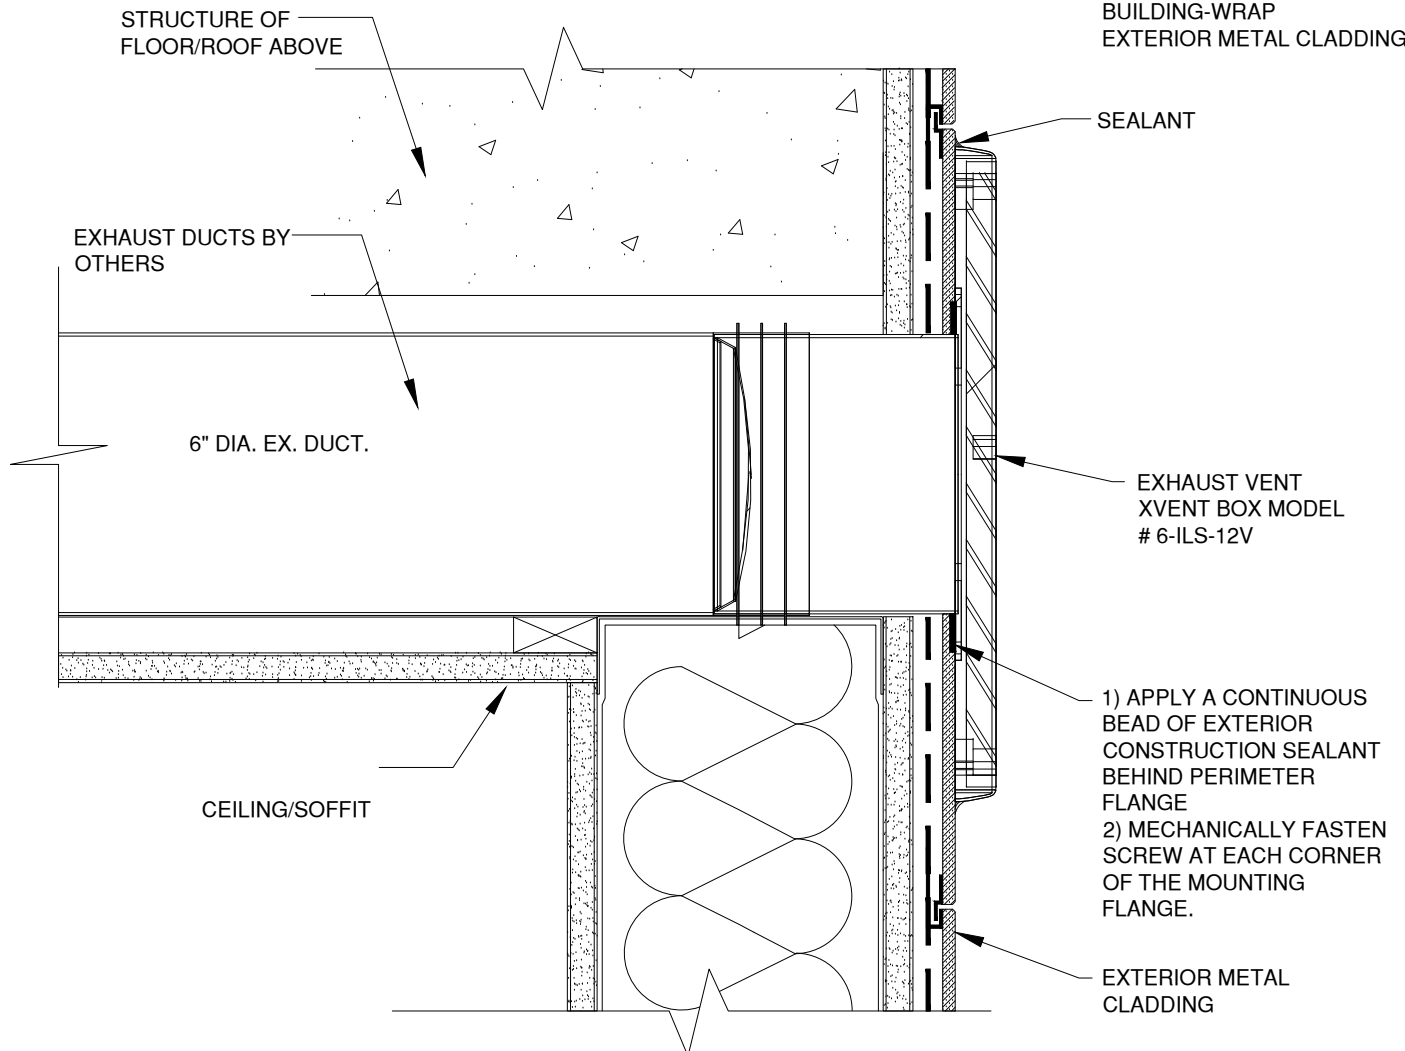 STRUCTURE OF
FLOOR/ROOF ABOVE
BUILDING-WRAP
EXTERIOR METAL CLADDING
SEALANT
EXHAUST DUCTS BY
OTHERS
6" DIA. EX. DUCT.
EXHAUST VENT
XVENT BOX MODEL
# 6-ILS-12V
1) APPLY A CONTINUOUS
BEAD OF EXTERIOR
CONSTRUCTION SEALANT
BEHIND PERIMETER
FLANGE
2) MECHANICALLY FASTEN
SCREW AT EACH CORNER
OF THE MOUNTING
FLANGE.
CEILING/SOFFIT
EXTERIOR METAL
CLADDING